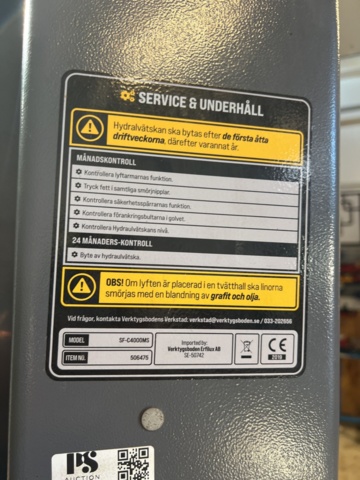 SERVICE & UNDERHÅLL
Hydralvätskan ska bytas efter de första åtta
driftveckorna, därefter varannat år.
MÅNADSKONTROLL
Kontrollera lyftarmarnas funktion.
Tryck fett i samtliga smörjnipplar.
Kontrollera säkerhetsspärrarnas funktion.
Kontrollera förankringsbultarna i golvet.
Kontrollera Hydraulvätskans nivå.
24 MÅNADERS-KONTROLL
Byte av hydraulvätska.
OBS! Om lyften är placerad i en tvätthall ska linorna
smörjas med en blandning av grafit och olja.
Vid frågor, kontakta Verktygsbodens Verkstad: verkstad@verktygsboden.se / 033-202656
MODEL SF-C4000MS
ITEM NO. 506475
Imported by:
Verktygsboden Erfilux AB
SE-50742
CE
2018
PS
AUCTION